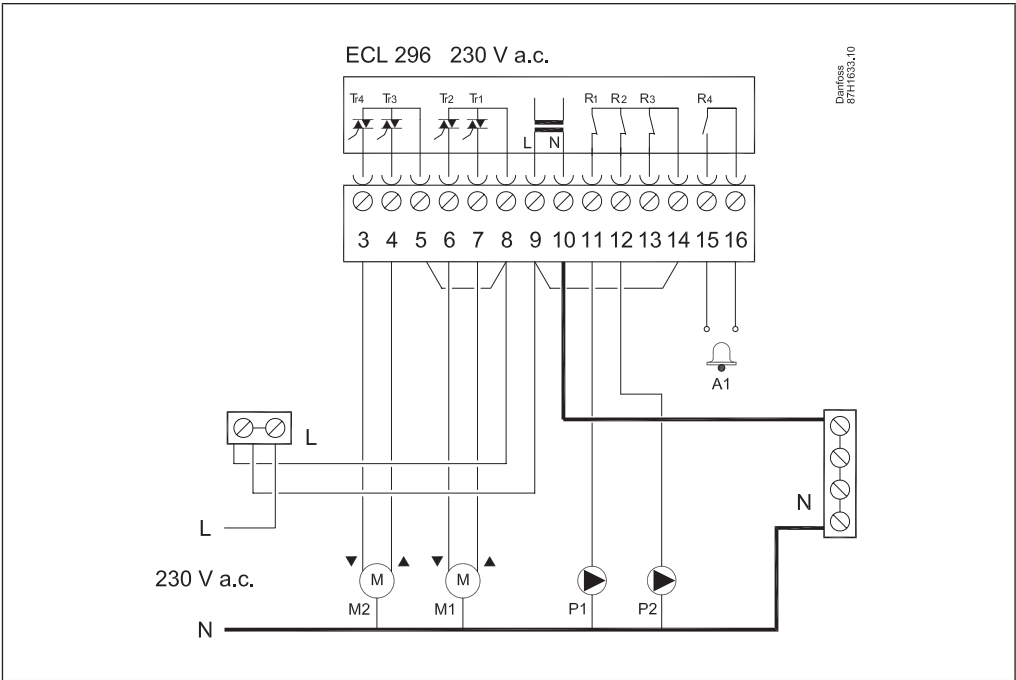 ECL 296 230 V a.c.
Danfoss
87H1633.10
Tr4 Tr3 Tr2 Tr1 R1 R2 R3 R4
L N
3 4 5 6 7 8 9 10 11 12 13 14 15 16
A1
L
N
L
230 V a.c.
M M
M2 M1 P1 P2
N